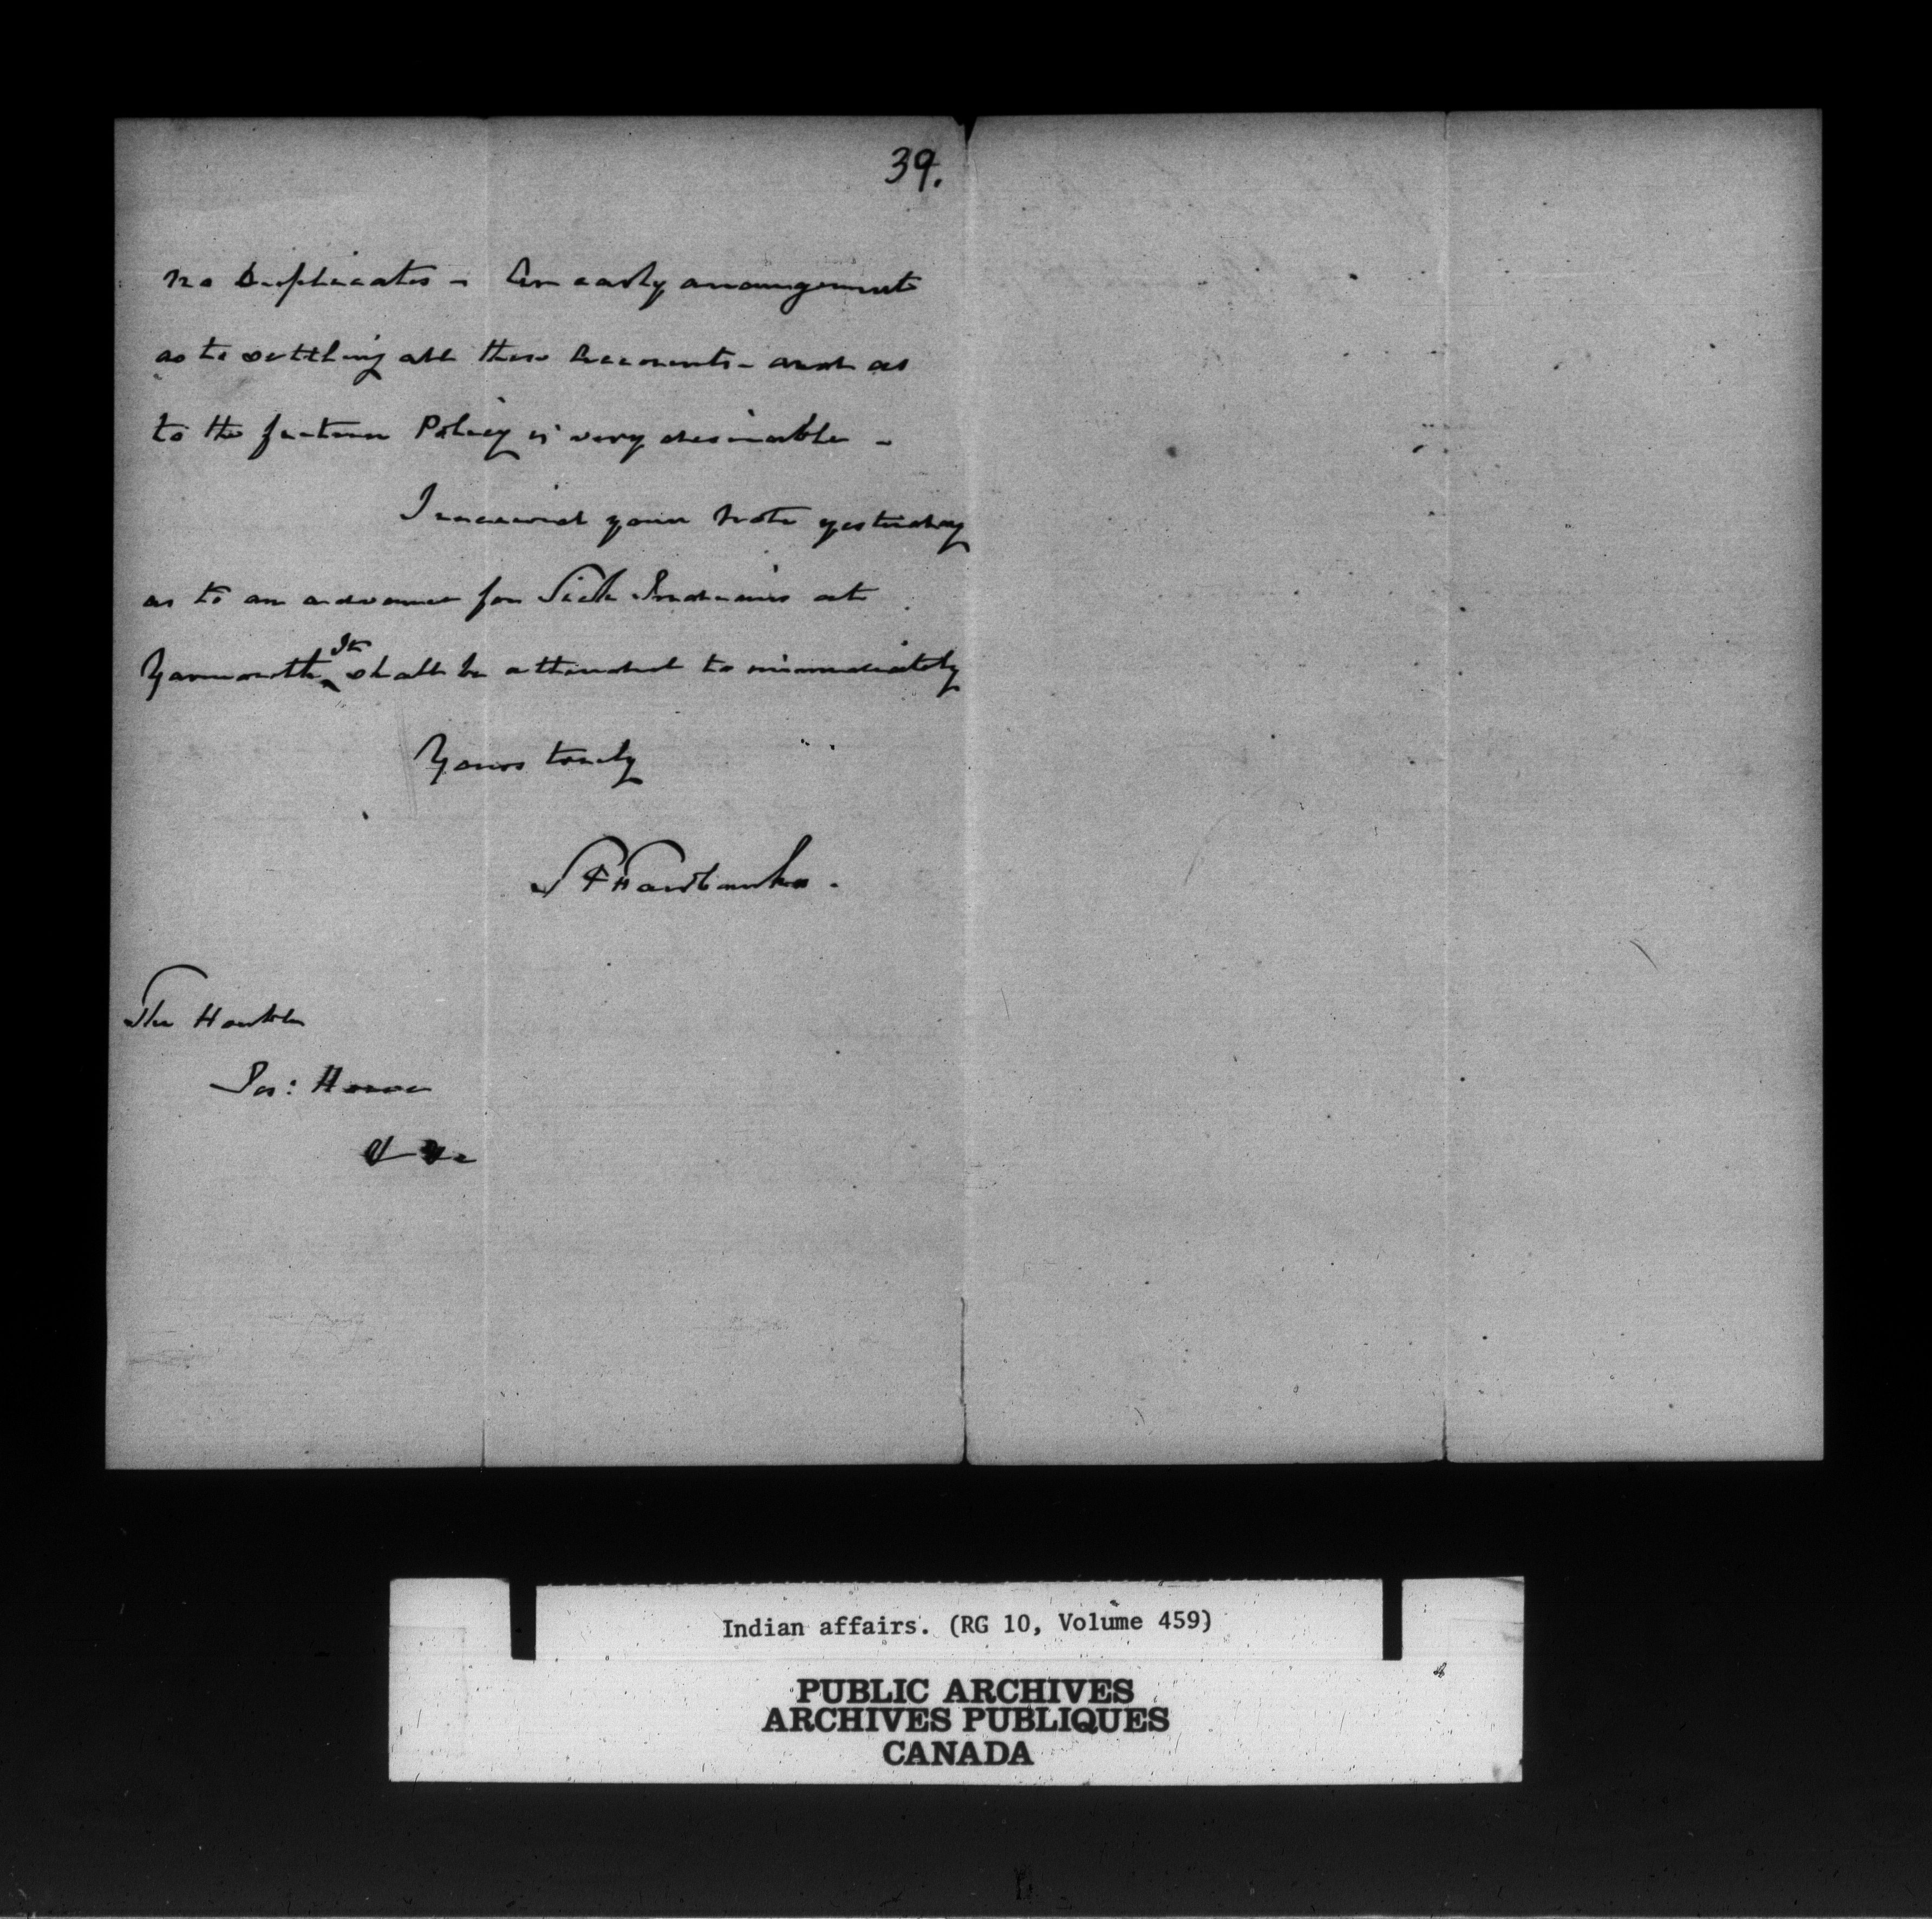 39.
no Duplicates - An early arrangement
as to settling all these Accounts - and as
to the future Policy is very desirable -
I received your Note yesterday
as to an advance for Sick Indians at
It
Yarmouth ^ shall be attended to immediately
Yours truly
S P Fairbanks.
The Honble
Jos: Howe
&c &c
Indian affairs. (RG 10, Volume 459)
PUBLIC ARCHIVES
ARCHIVES PUBLIQUES
CANADA